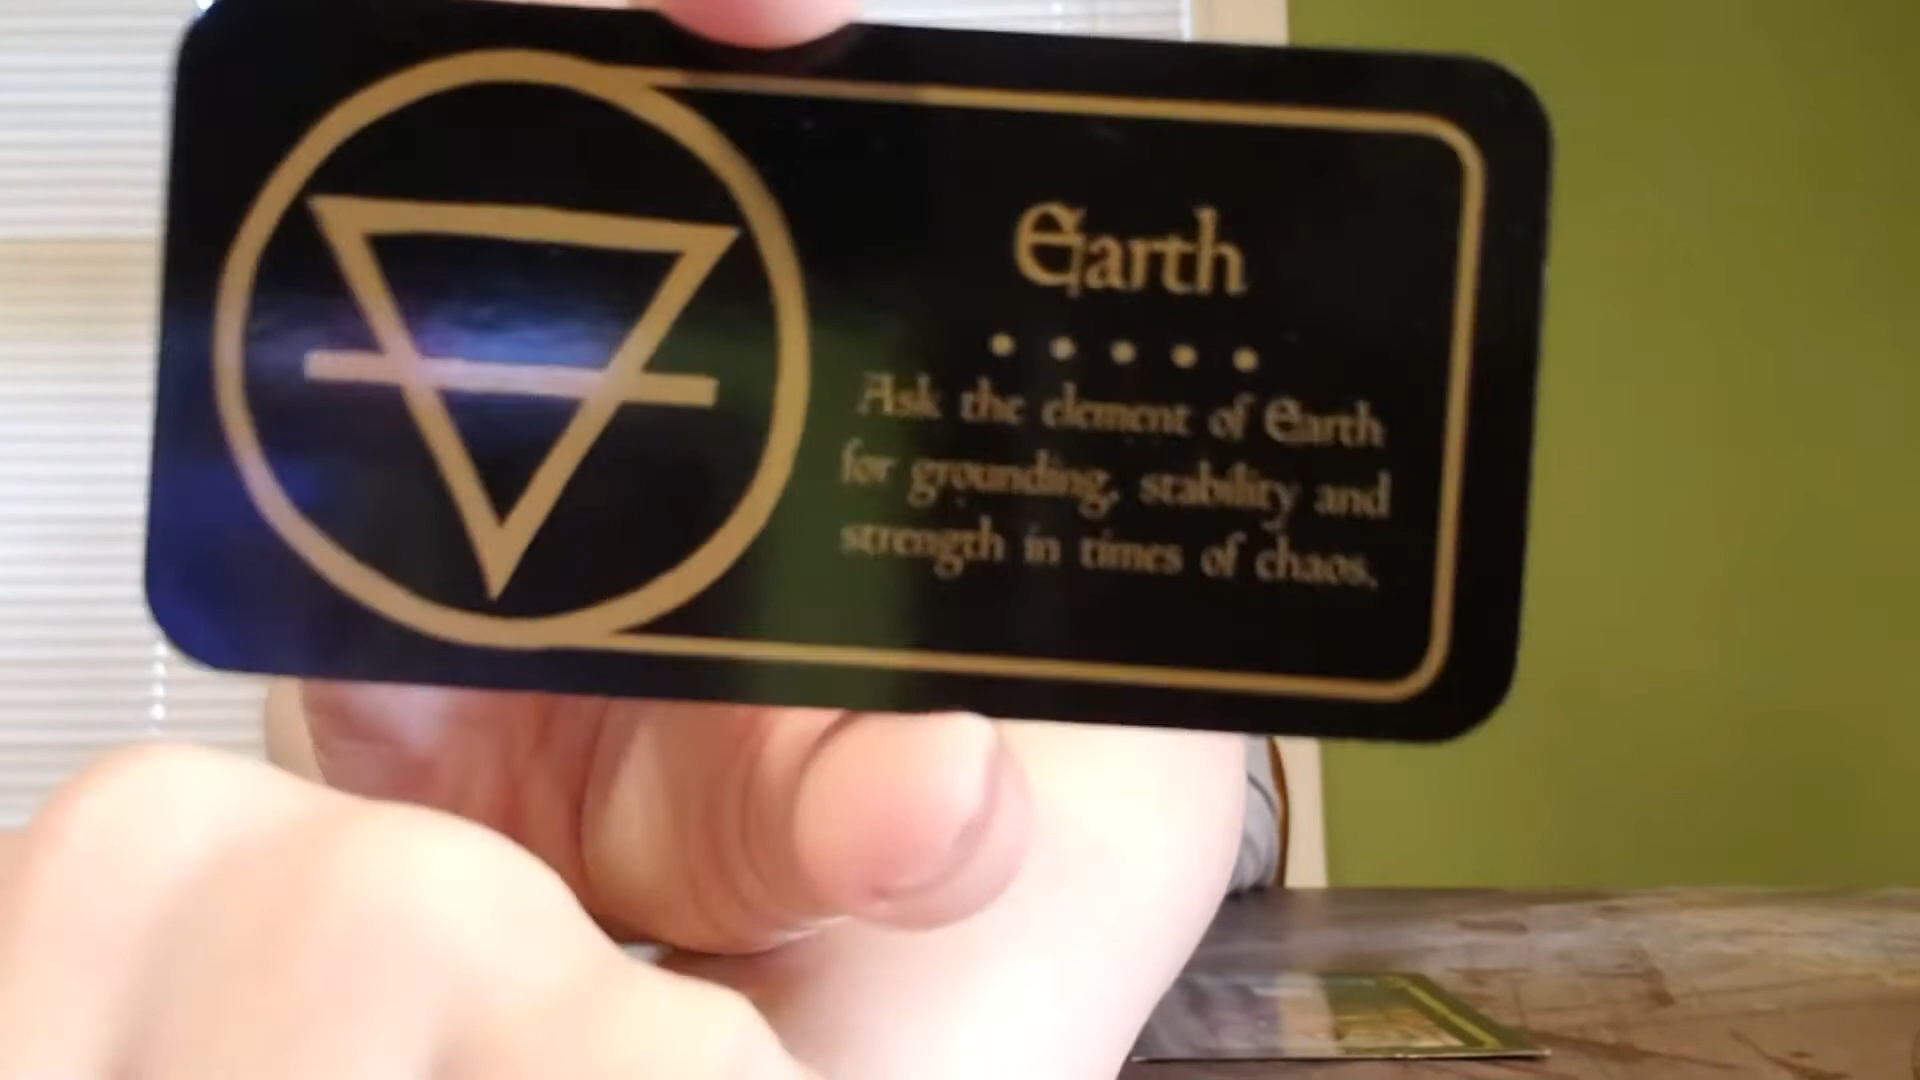 Earth
Ask the element of Earth
for grounding, stability and
strength in times of chaos.